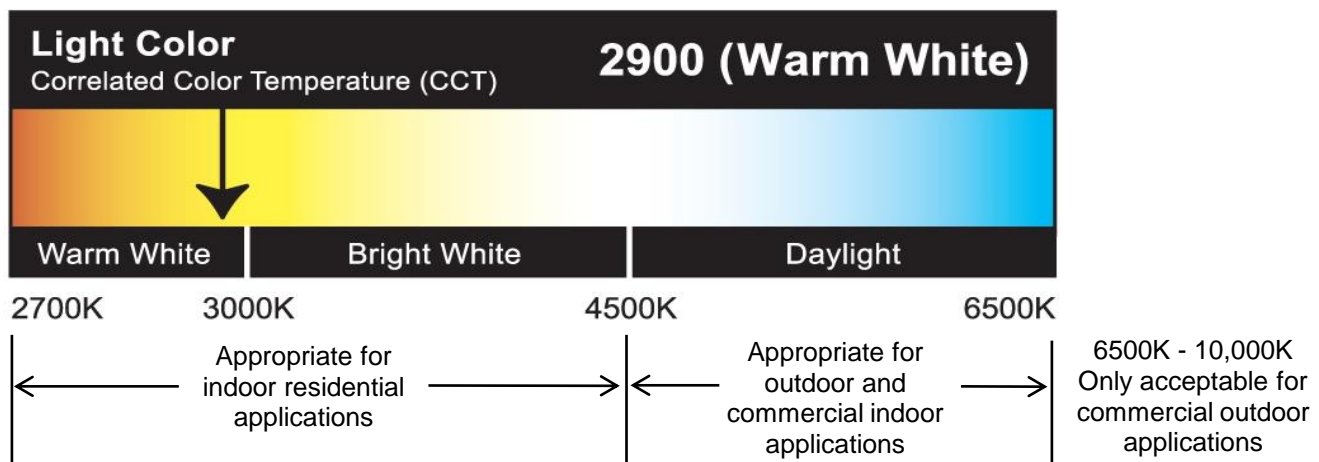 Light Color
Correlated Color Temperature (CCT)
2900 (Warm White)
Warm White
Bright White
Daylight
2700K
3000K
4500K
6500K
Appropriate for
indoor residential
applications
Appropriate for
outdoor and
commercial indoor
applications
6500K - 10,000K
Only acceptable for
commercial outdoor
applications